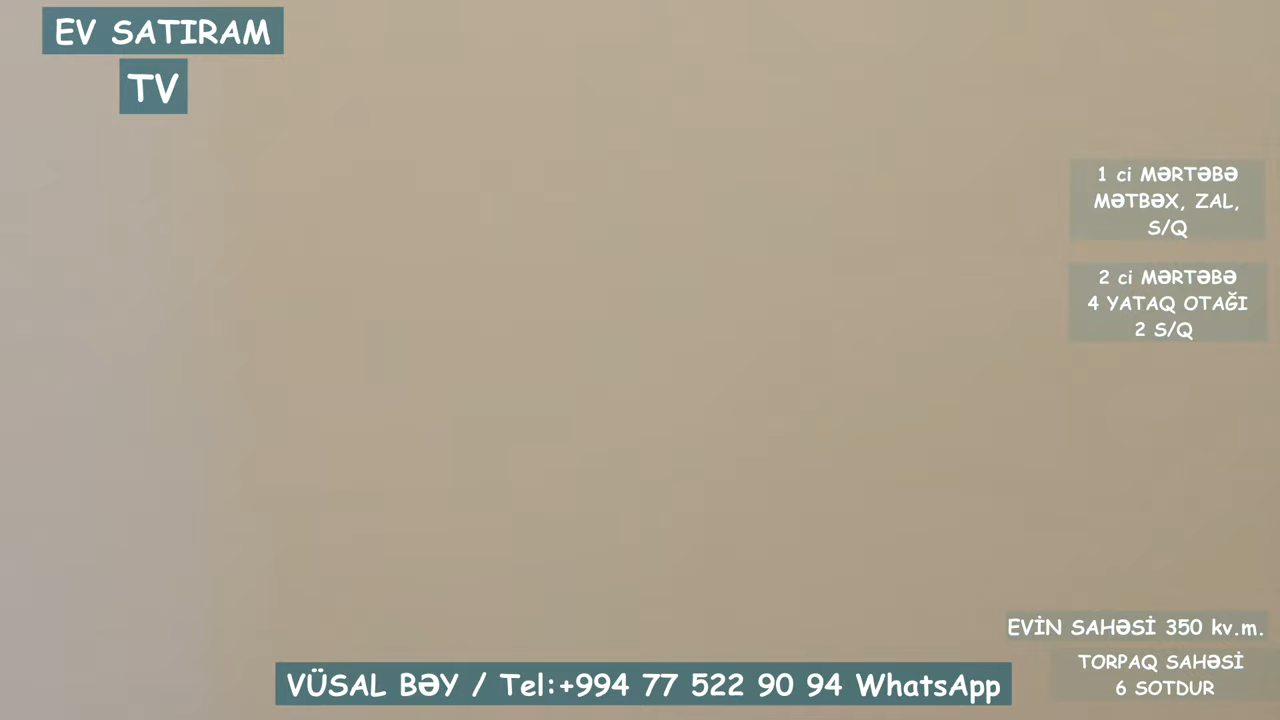 EV SATIRAM
TV
1 ci MƏRTƏBƏ
MƏTBƏX, ZAL,
S/Q
2 ci MƏRTƏBƏ
4 YATAQ OTAĞI
2 S/Q
EVİN SAHƏSİ 350 kv.m.
TORPAQ SAHƏSİ
6 SOTDUR
VÜSAL BƏY / Tel:+994 77 522 90 94 WhatsApp